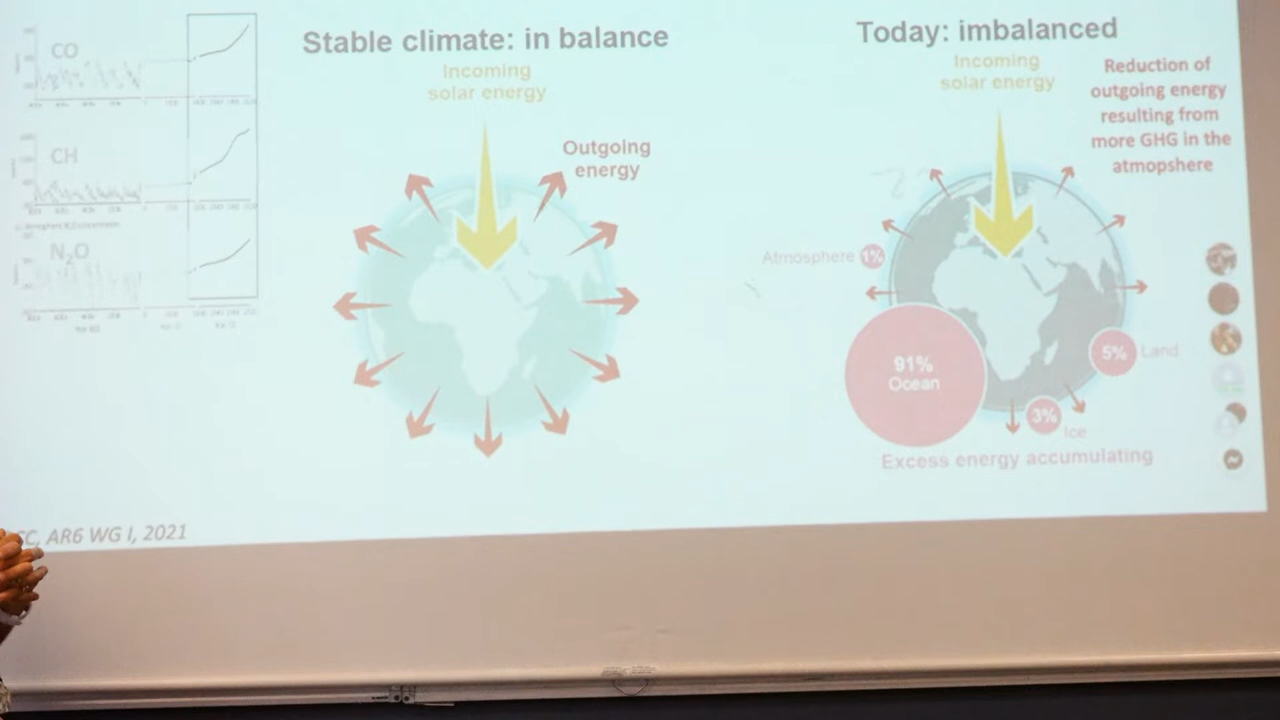 CO
CH
N₂O
CC, AR6 WG I, 2021
Stable climate: in balance
Incoming
solar energy
Outgoing
energy
Today: imbalanced
Incoming
solar energy
Reduction of
outgoing energy
resulting from
more GHG in the
atmopshere
Atmosphere 1%
91%
Ocean
5% Land
3%
Ice
Excess energy accumulating